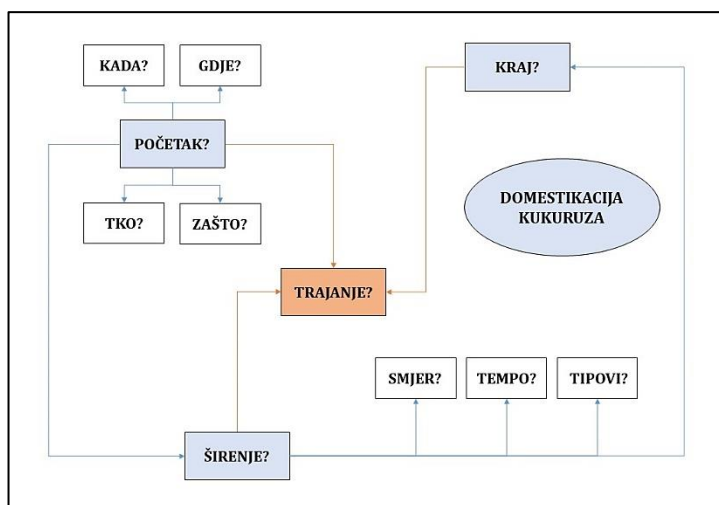 KADA?
GDJE?
KRAJ?
POČETAK?
DOMESTIKACIJA
KUKURUZA
TKO?
ZAŠTO?
TRAJANJE?
SMJER?
TEMPO?
TIPOVI?
ŠIRENJE?